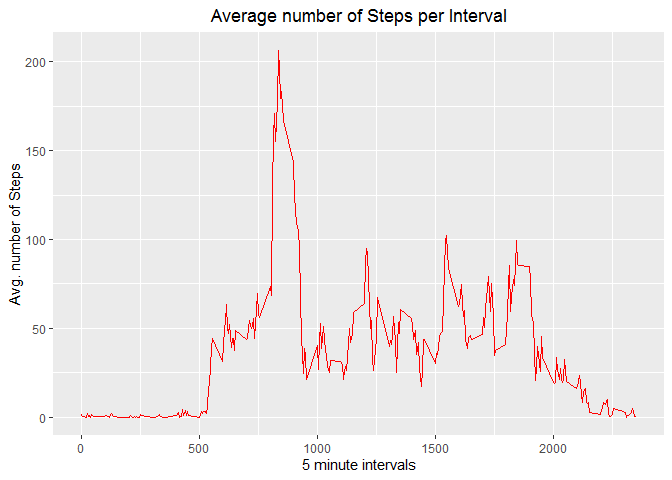 Average number of Steps per Interval
Avg. number of Steps
200
150
100
50
0
0 500 1000 1500 2000
5 minute intervals